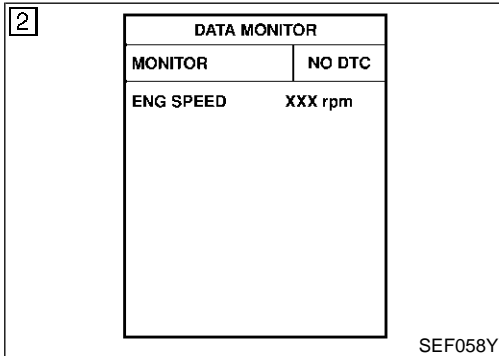 2
DATA MONITOR
MONITOR NO DTC
ENG SPEED XXX rpm
SEF058Y